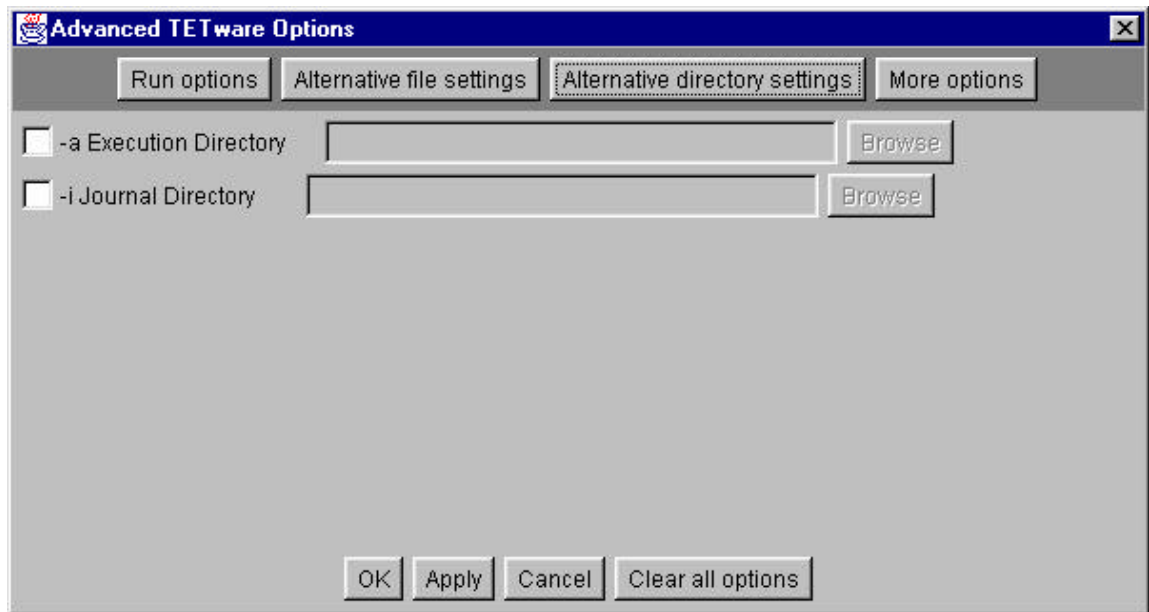 Advanced TETware Options
Run options Alternative file settings Alternative directory settings More options
-a Execution Directory Browse
-i Journal Directory Browse
OK Apply Cancel Clear all options